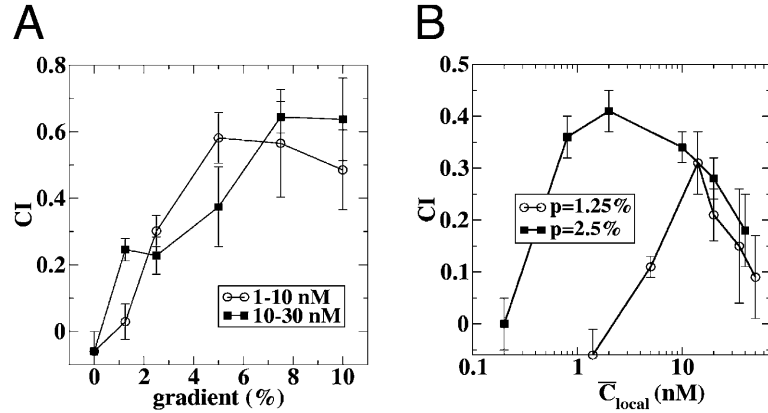 A
B
0.8
0.6
0.4
0.2
0
CI
1-10 nM
10-30 nM
0 2 4 6 8 10
gradient (%)
0.5
0.4
0.3
0.2
0.1
0
CI
p=1.25%
p=2.5%
0.1 1 10
C̅local (nM)